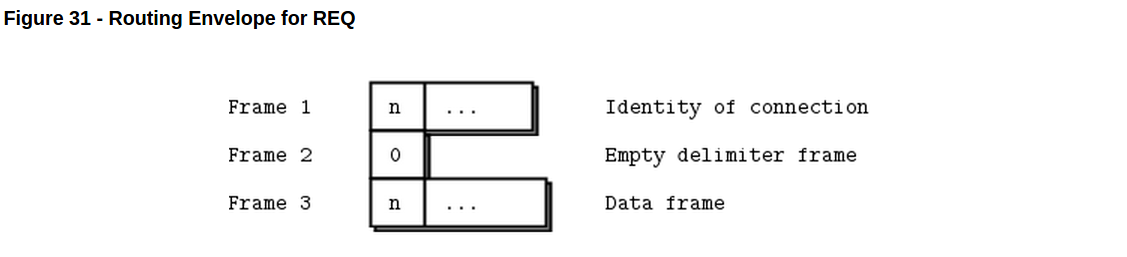 Figure 31 - Routing Envelope for REQ
Frame 1 n ... Identity of connection
Frame 2 0 Empty delimiter frame
Frame 3 n ... Data frame